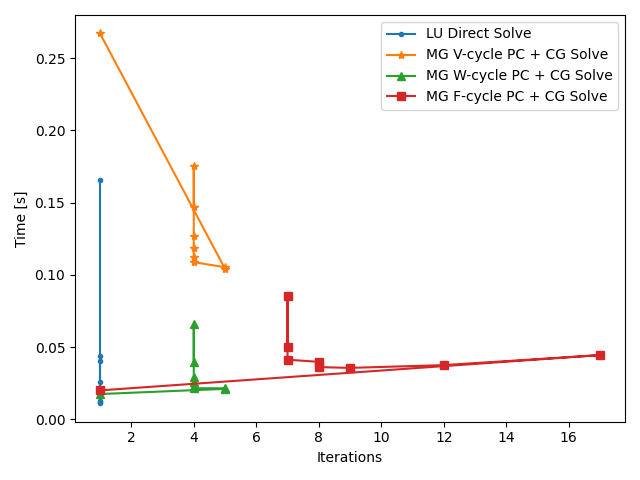 LU Direct Solve
MG V-cycle PC + CG Solve
MG W-cycle PC + CG Solve
MG F-cycle PC + CG Solve
0.25
0.20
0.15
0.10
0.05
0.00
Time [s]
2 4 6 8 10 12 14 16
Iterations